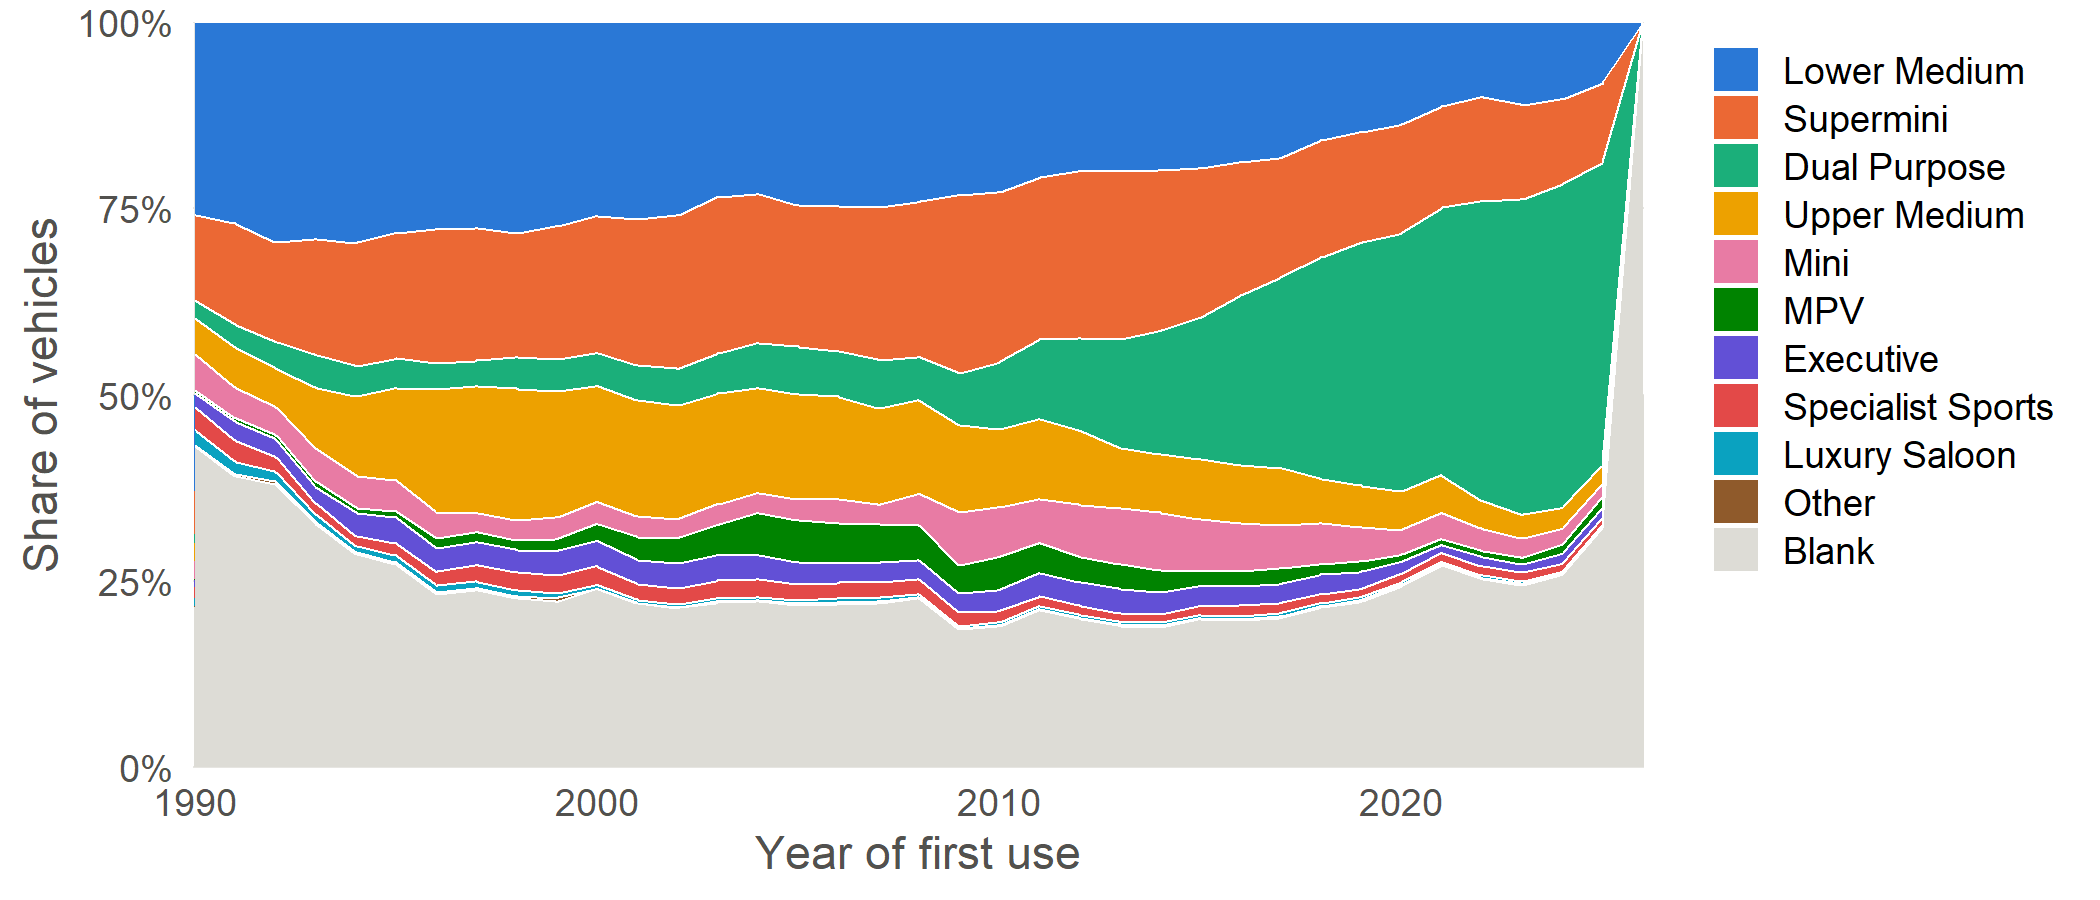 100%
75%
50%
25%
0%
Share of vehicles
1990
2000
2010
2020
Year of first use
Lower Medium
Supermini
Dual Purpose
Upper Medium
Mini
MPV
Executive
Specialist Sports
Luxury Saloon
Other
Blank